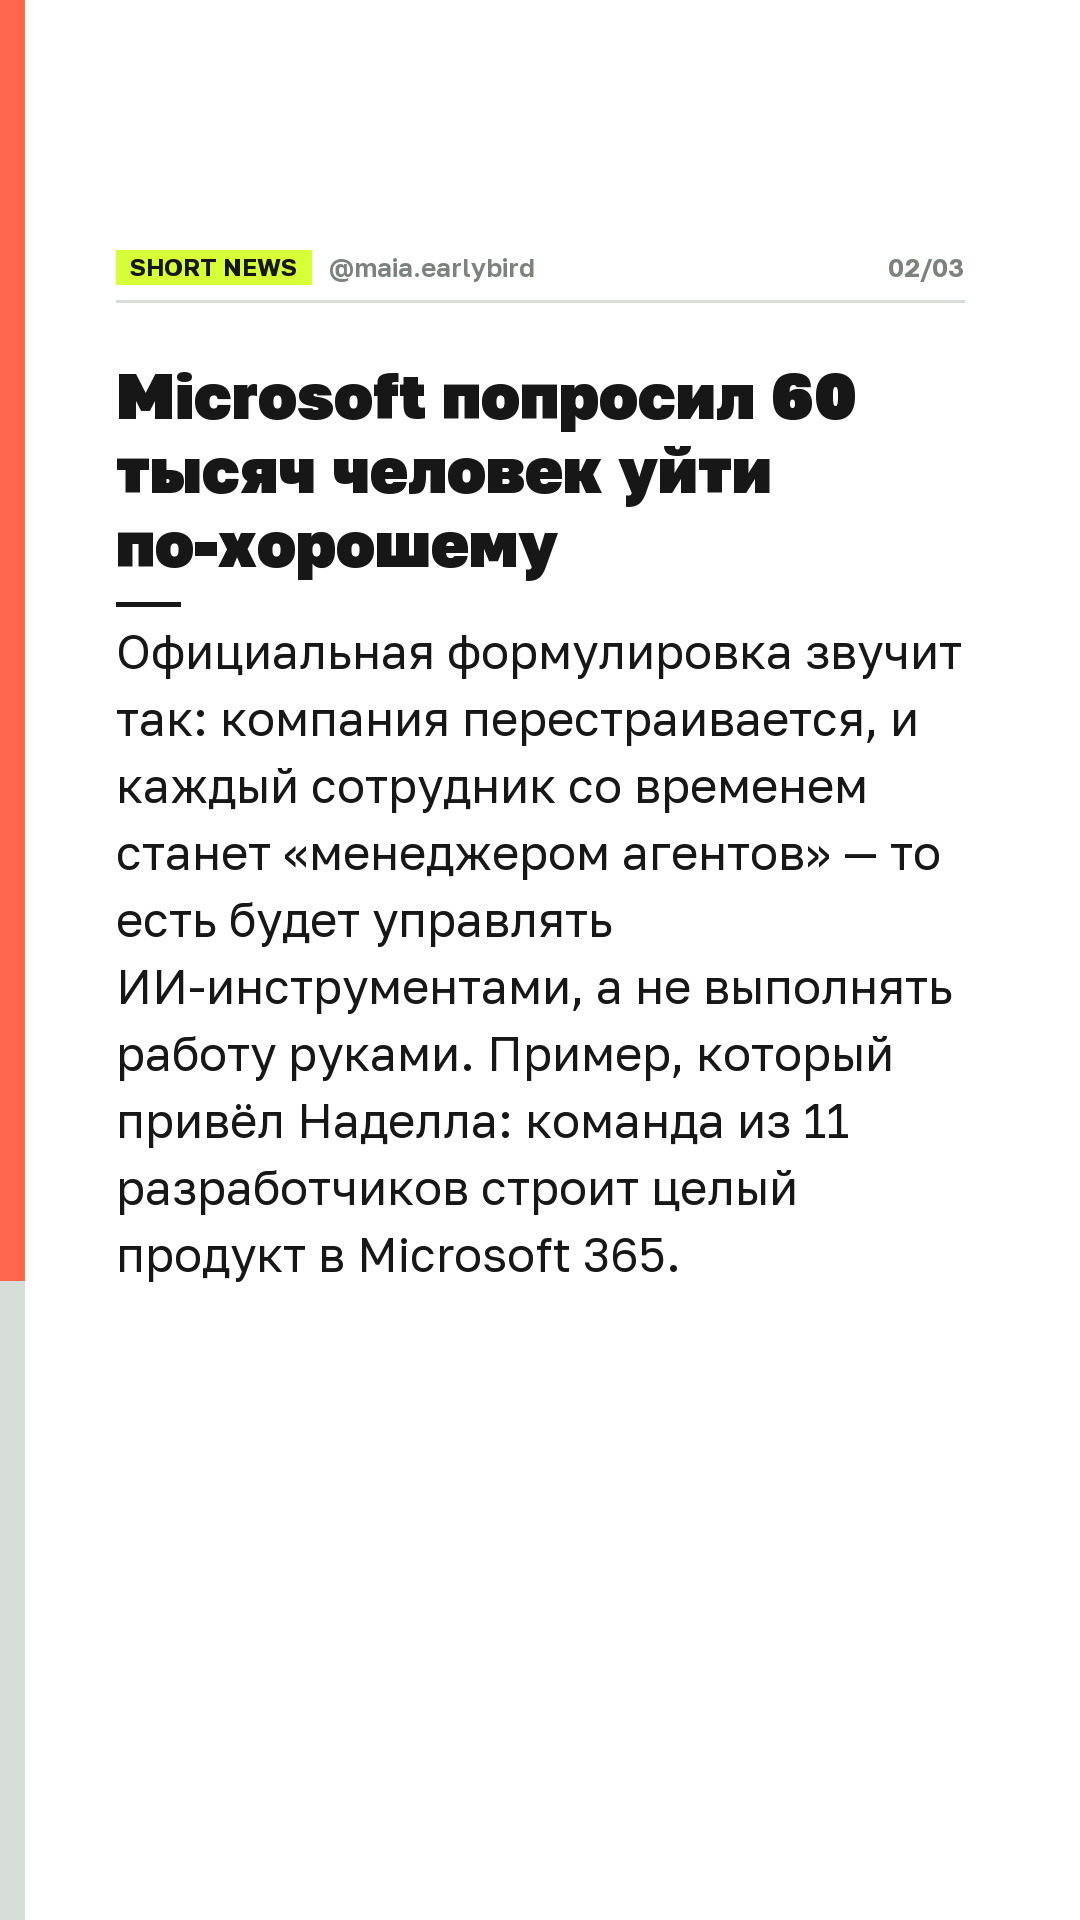 SHORT NEWS @maia.earlybird 02/03
Microsoft попросил 60
тысяч человек уйти
по-хорошему
Официальная формулировка звучит
так: компания перестраивается, и
каждый сотрудник со временем
станет «менеджером агентов» — то
есть будет управлять
ИИ-инструментами, а не выполнять
работу руками. Пример, который
привёл Наделла: команда из 11
разработчиков строит целый
продукт в Microsoft 365.